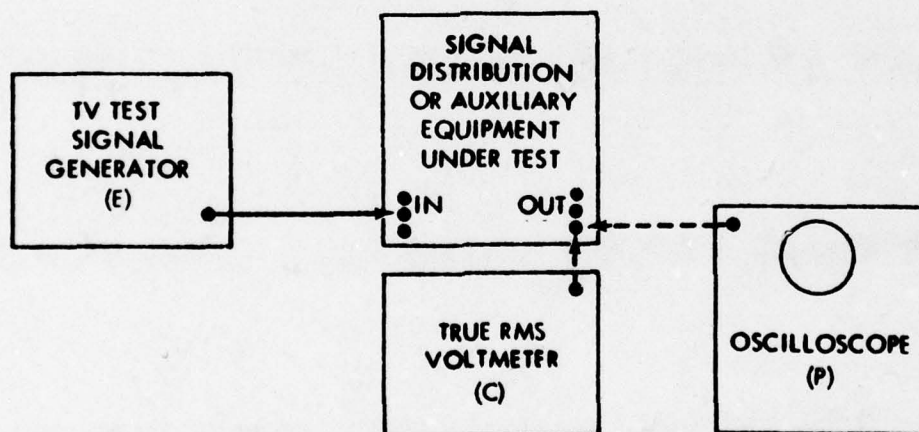 TV TEST
SIGNAL
GENERATOR
(E)
SIGNAL
DISTRIBUTION
OR AUXILIARY
EQUIPMENT
UNDER TEST
IN
OUT
TRUE RMS
VOLTMETER
(C)
OSCILLOSCOPE
(P)